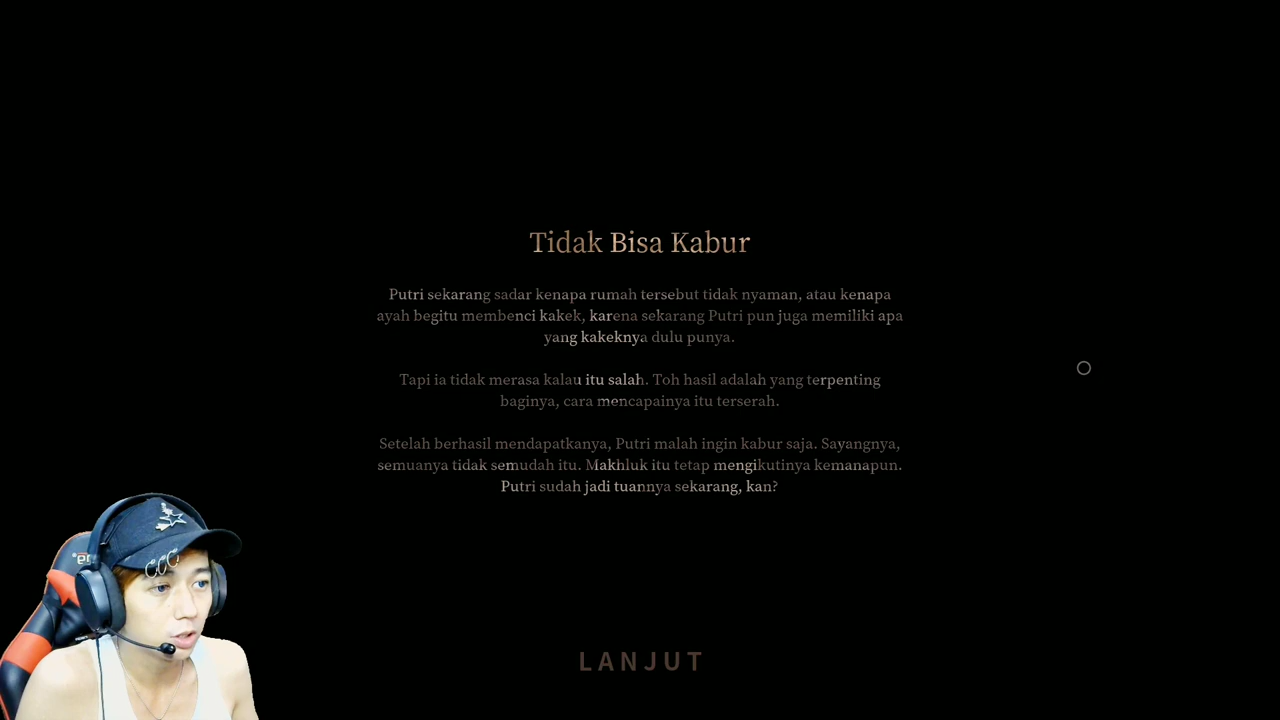 Tidak Bisa Kabur
Putri sekarang sadar kenapa rumah tersebut tidak nyaman, atau kenapa
ayah begitu membenci kakek, karena sekarang Putri pun juga memiliki apa
yang kakeknya dulu punya.
Tapi ia tidak merasa kalau itu salah. Toh hasil adalah yang terpenting
baginya, cara mencapainya itu terserah.
Setelah berhasil mendapatkanya, Putri malah ingin kabur saja. Sayangnya,
semuanya tidak semudah itu. Makhluk itu tetap mengikutinya kemanapun.
Putri sudah jadi tuannya sekarang, kan?
LANJUT